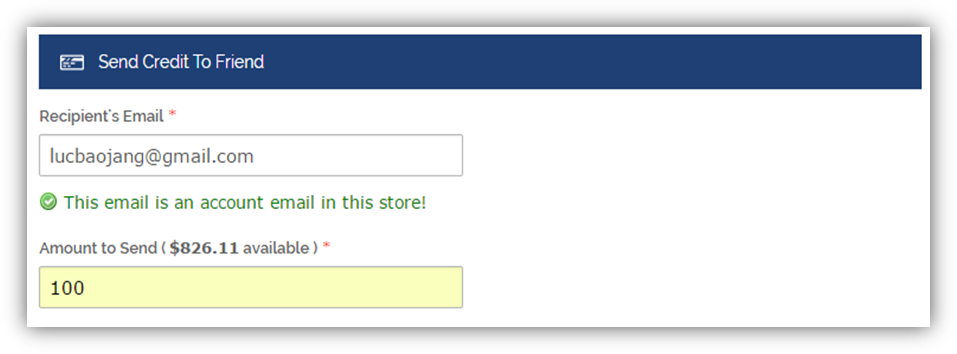 Send Credit To Friend
Recipient's Email *
lucbaojang@gmail.com
This email is an account email in this store!
Amount to Send ( $826.11 available ) *
100